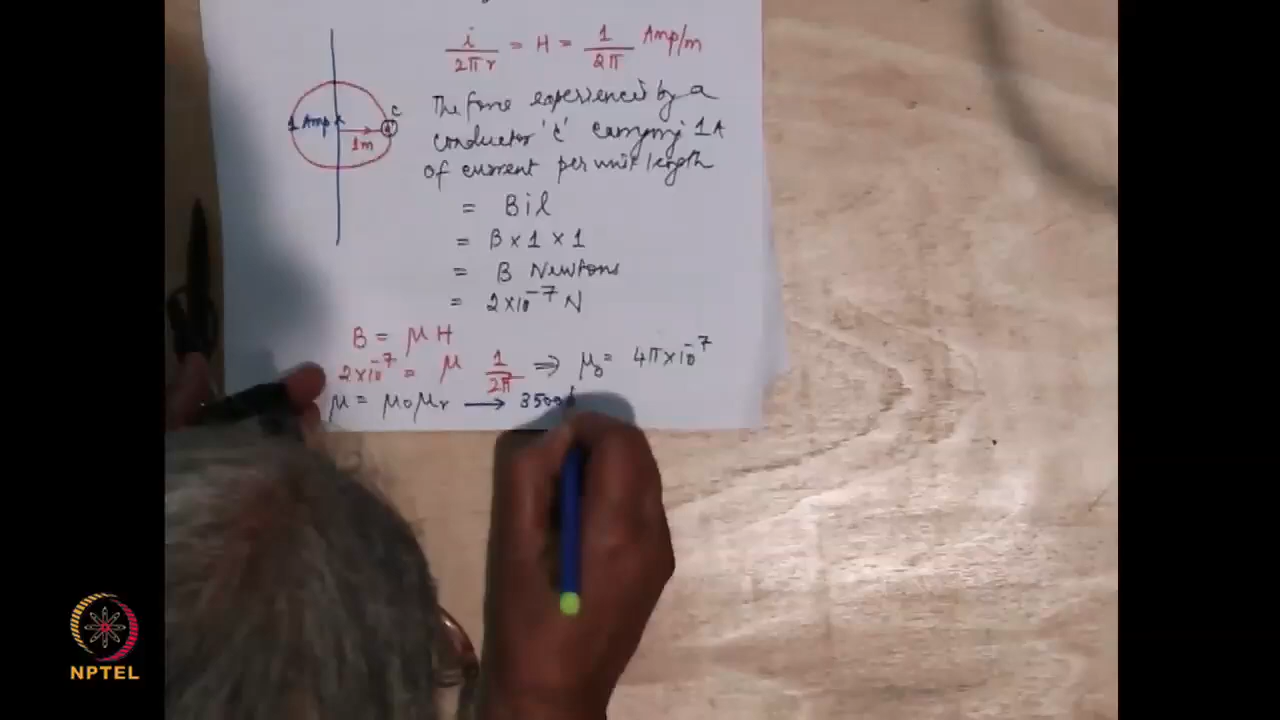 i/2πr = H = 1/2π Amp/m
The force experienced by a
conductor 'c' carrying 1A
of current per unit length
1 Amp
C
1m
= Bil
= B × 1 × 1
= B Newtons
= 2×10⁻⁷ N
B = μH
2×10⁻⁷ = μ 1/2π ⇒ μ₀ = 4π×10⁻⁷
μ = μ₀μr → 3500
NPTEL